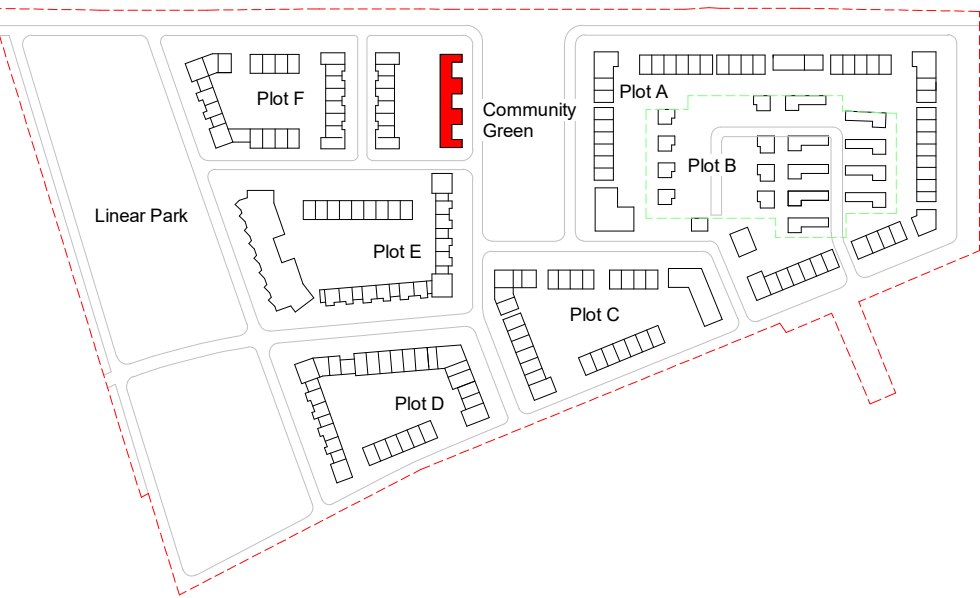 Plot A
Plot F
Community
Green
Plot B
Linear Park
Plot E
Plot C
Plot D